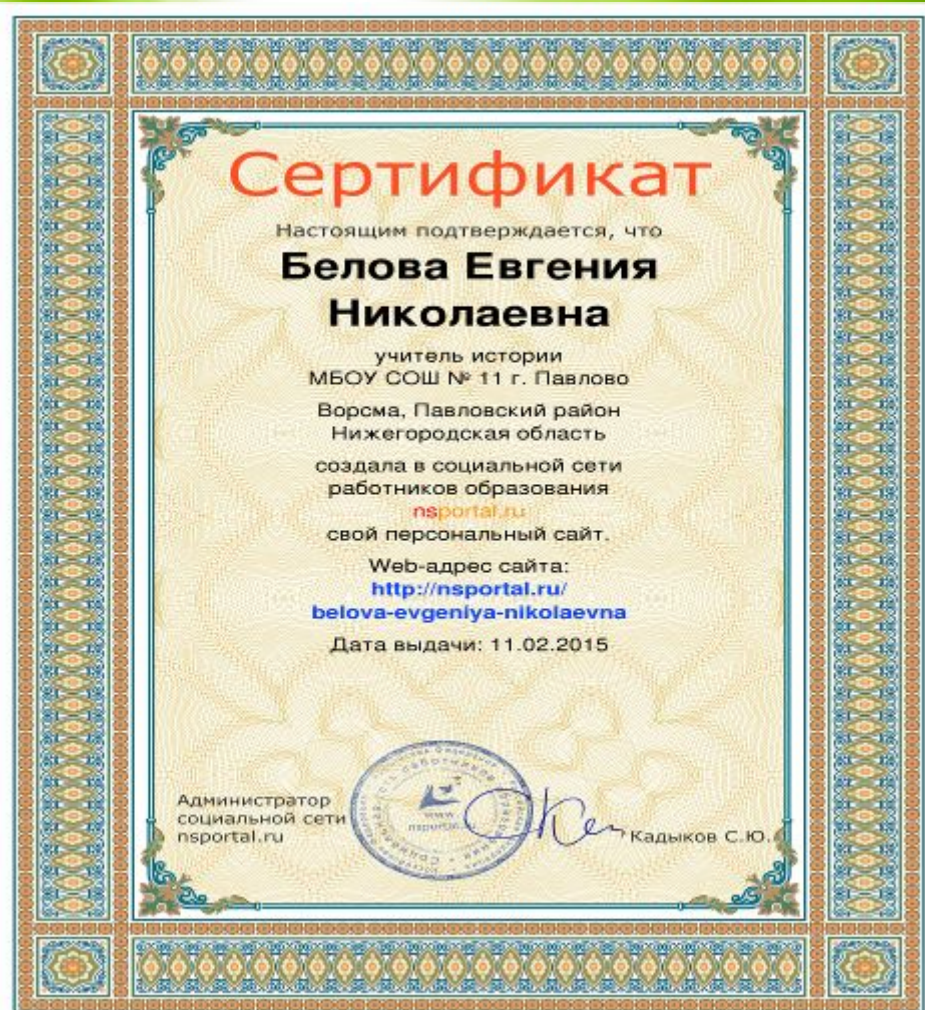 Сертификат
Настоящим подтверждается, что
Белова Евгения
Николаевна
учитель истории
МБОУ СОШ № 11 г. Павлово
Ворсма, Павловский район
Нижегородская область
создала в социальной сети
работников образования
nsportal.ru
свой персональный сайт.
Web-адрес сайта:
http://nsportal.ru/
belova-evgeniya-nikolaevna
Дата выдачи: 11.02.2015
Администратор
социальной сети
nsportal.ru
www
Кадыков С.Ю.